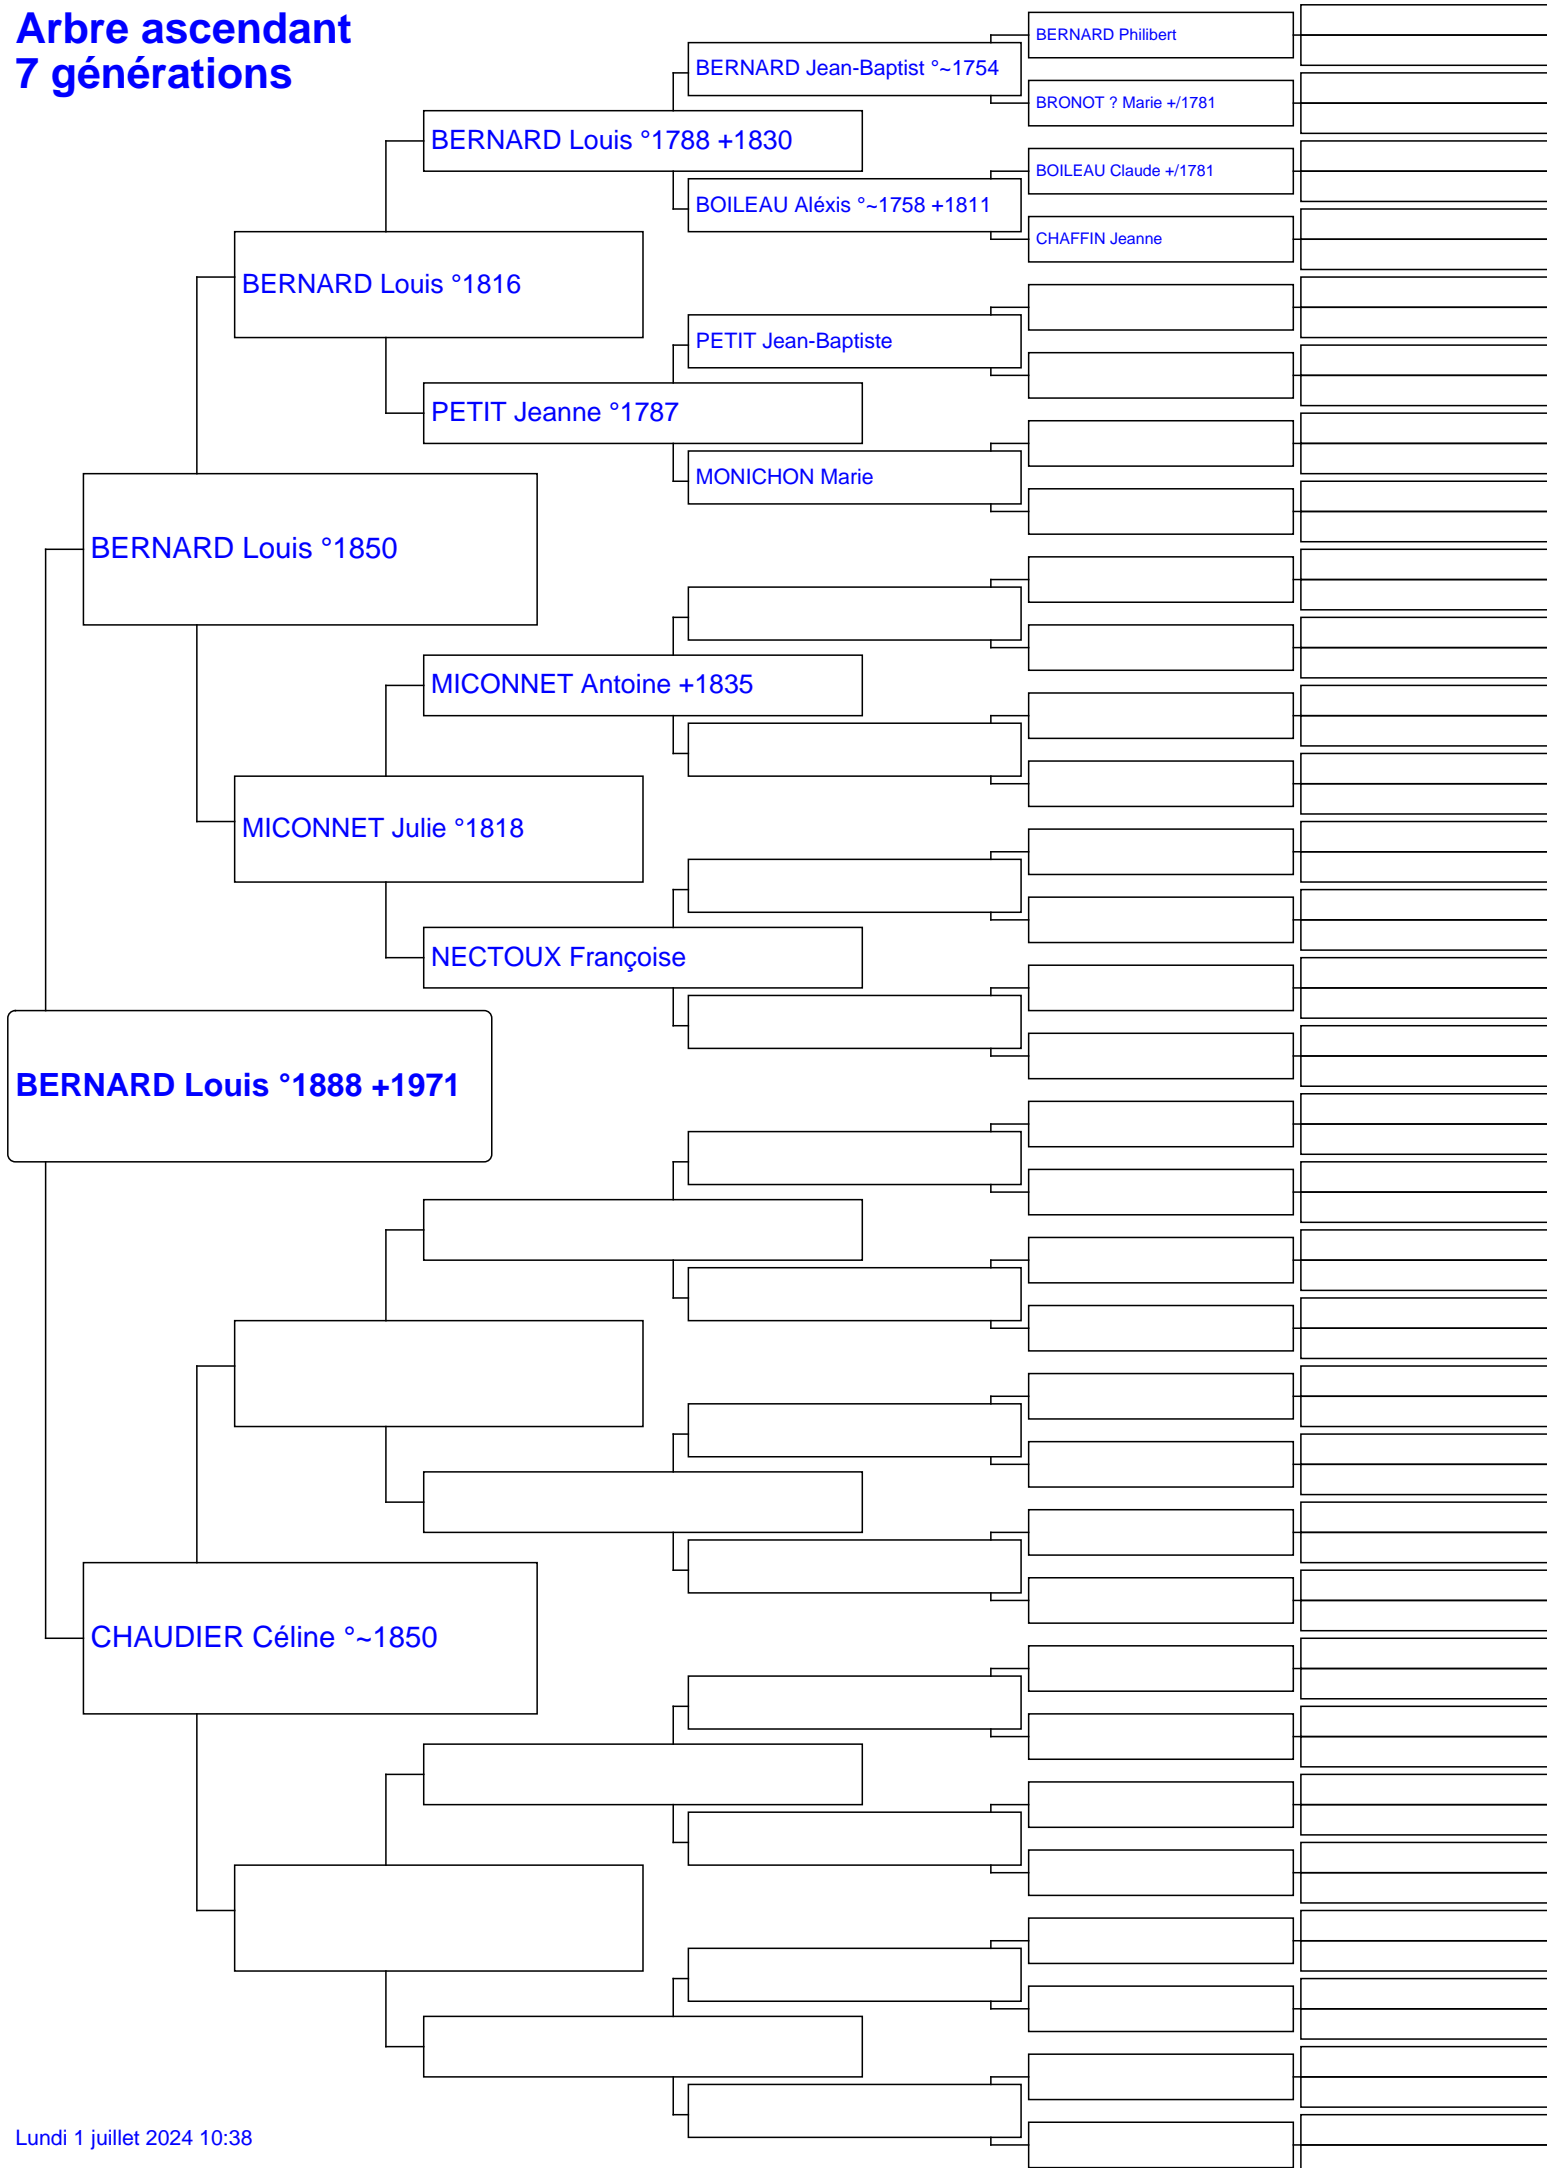 Arbre ascendant
7 générations
BERNARD Philibert
BERNARD Jean-Baptist °~1754
BRONOT ? Marie +/1781
BERNARD Louis °1788 +1830
BOILEAU Claude +/1781
BOILEAU Aléxis °~1758 +1811
CHAFFIN Jeanne
BERNARD Louis °1816
PETIT Jean-Baptiste
PETIT Jeanne °1787
MONICHON Marie
BERNARD Louis °1850
MICONNET Antoine +1835
MICONNET Julie °1818
NECTOUX Françoise
BERNARD Louis °1888 +1971
CHAUDIER Céline °~1850
Lundi 1 juillet 2024 10:38